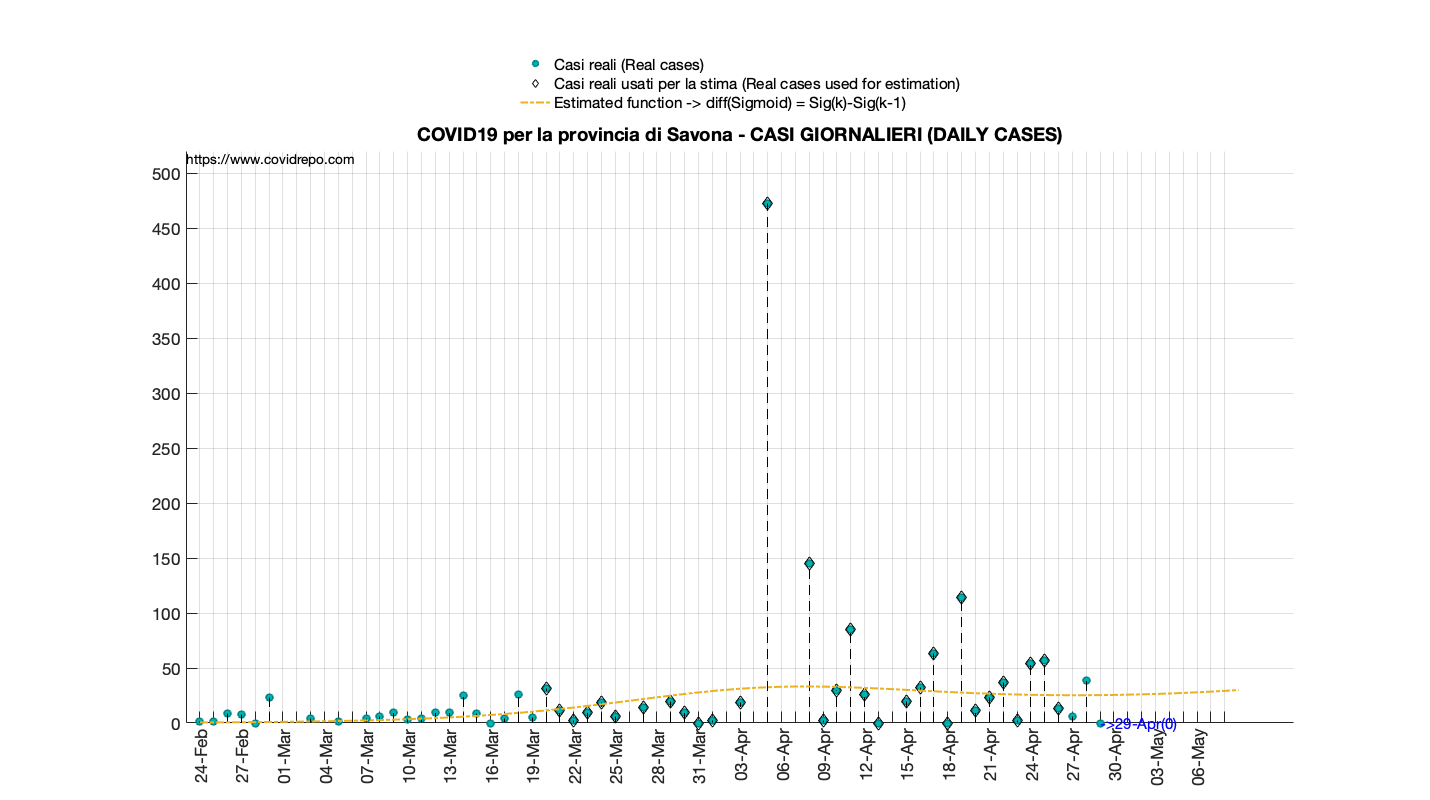 Casi reali (Real cases)
Casi reali usati per la stima (Real cases used for estimation)
Estimated function -> diff(Sigmoid) = Sig(k)-Sig(k-1)
COVID19 per la provincia di Savona - CASI GIORNALIERI (DAILY CASES)
https://www.covidrepo.com
500
450
400
350
300
250
200
150
100
50
0
->29-Apr(0)
24-Feb
27-Feb
01-Mar
04-Mar
07-Mar
10-Mar
13-Mar
16-Mar
19-Mar
22-Mar
25-Mar
28-Mar
31-Mar
03-Apr
06-Apr
09-Apr
12-Apr
15-Apr
18-Apr
21-Apr
24-Apr
27-Apr
30-Apr
03-May
06-May